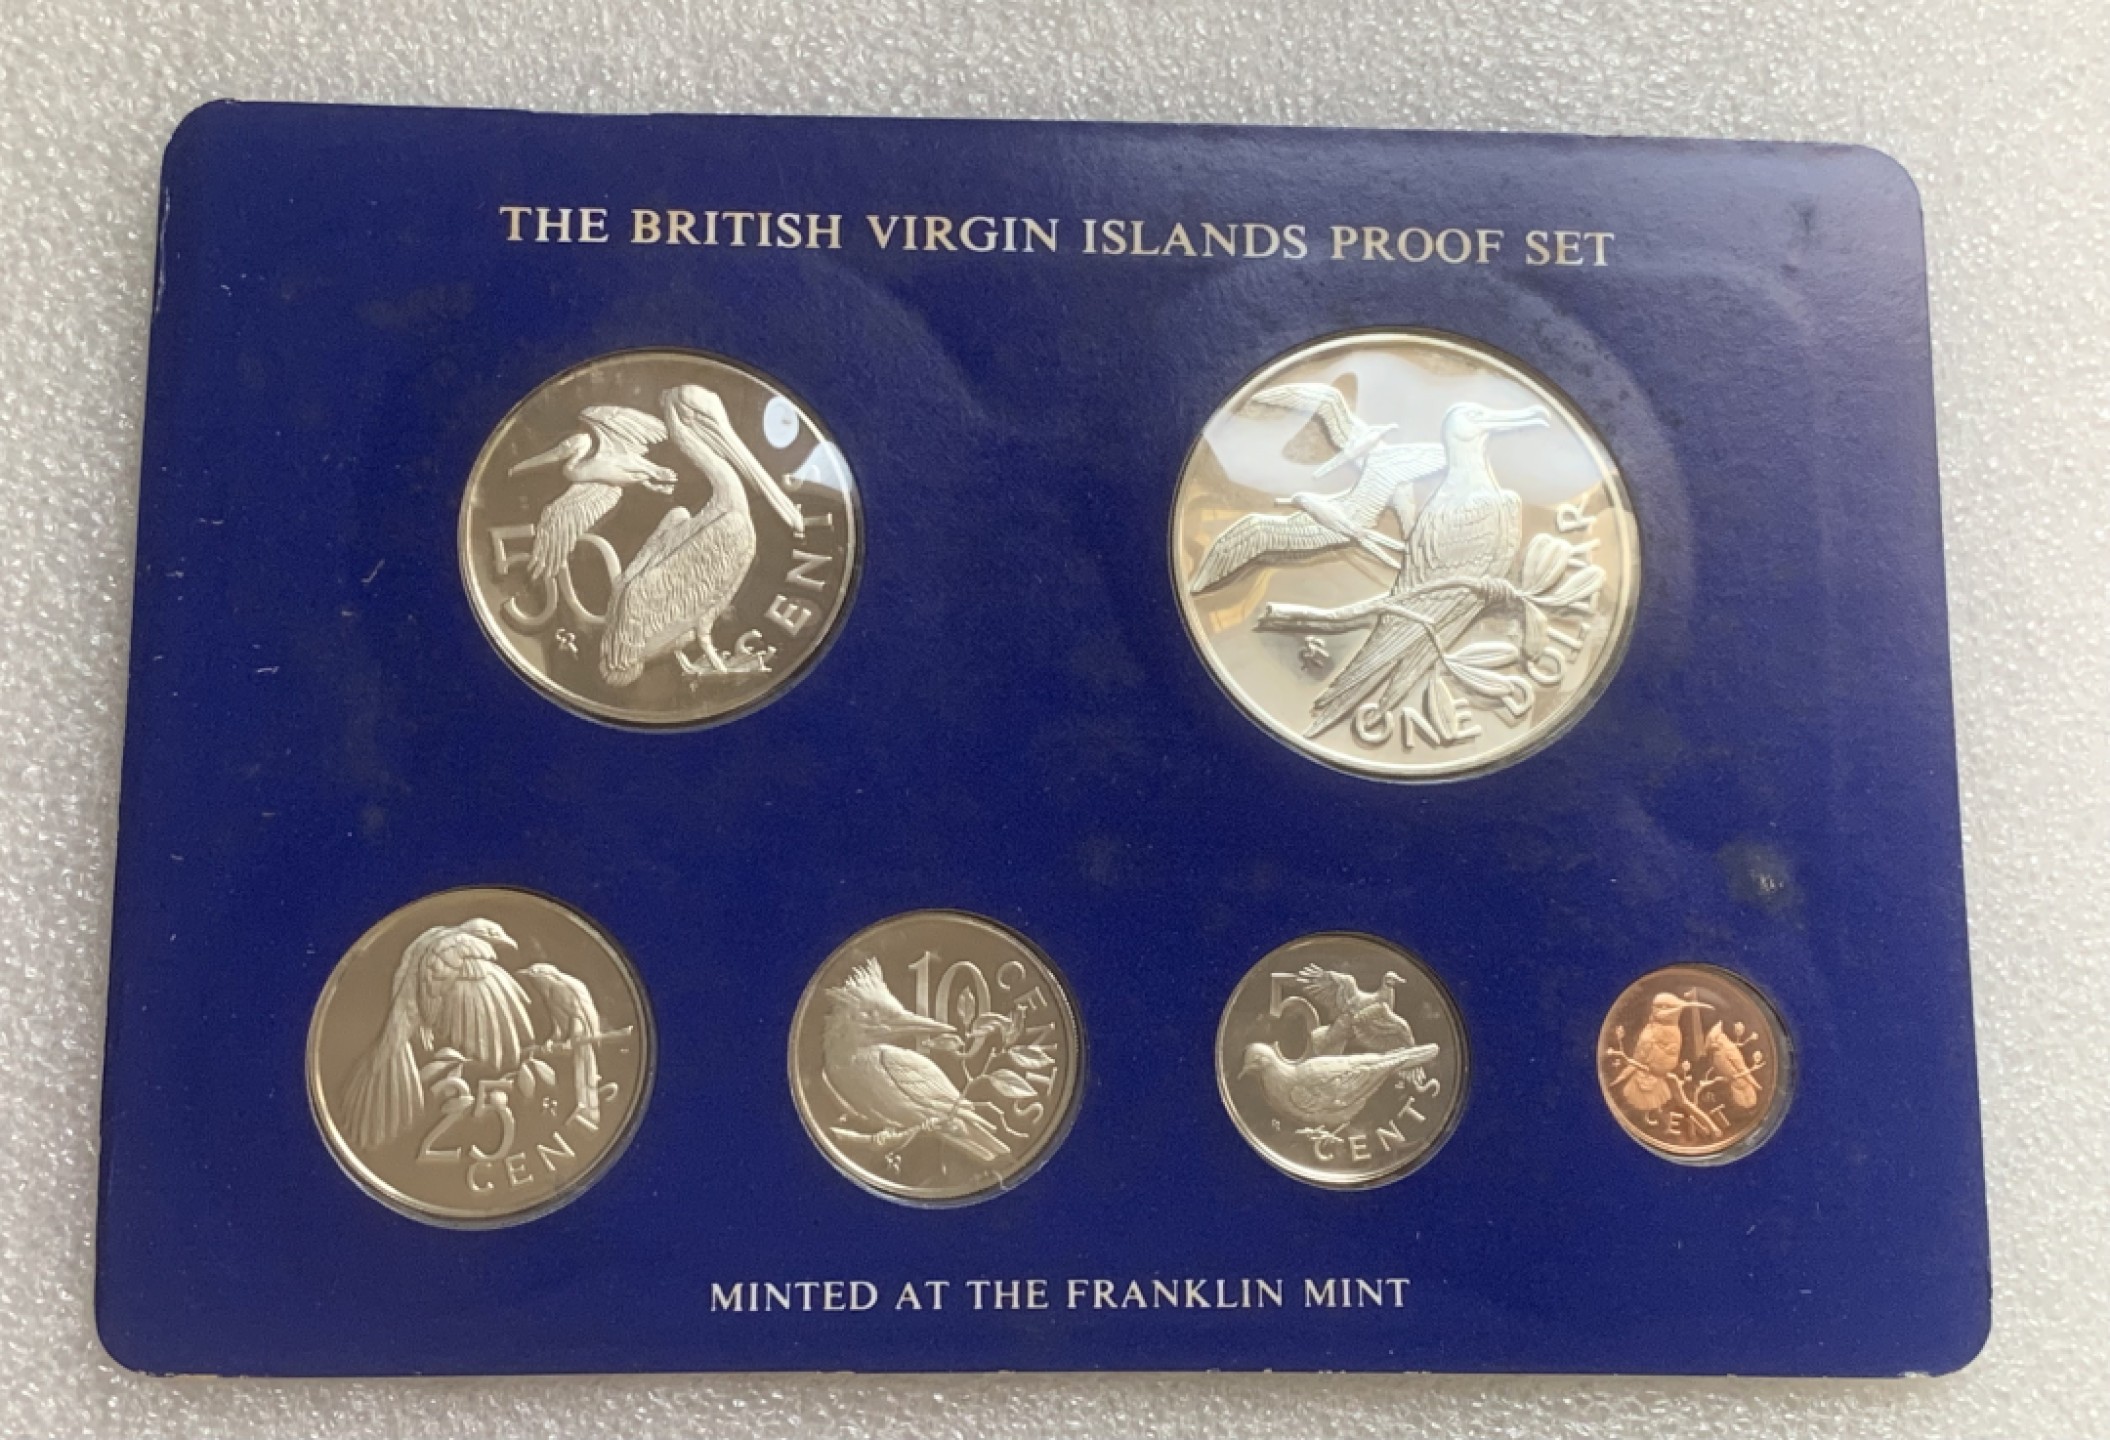 THE BRITISH VIRGIN ISLANDS PROOF SET
50 CENTS
ONE DOLLAR
25 CENTS
10 CENTS
5 CENTS
1 CENT
MINTED AT THE FRANKLIN MINT